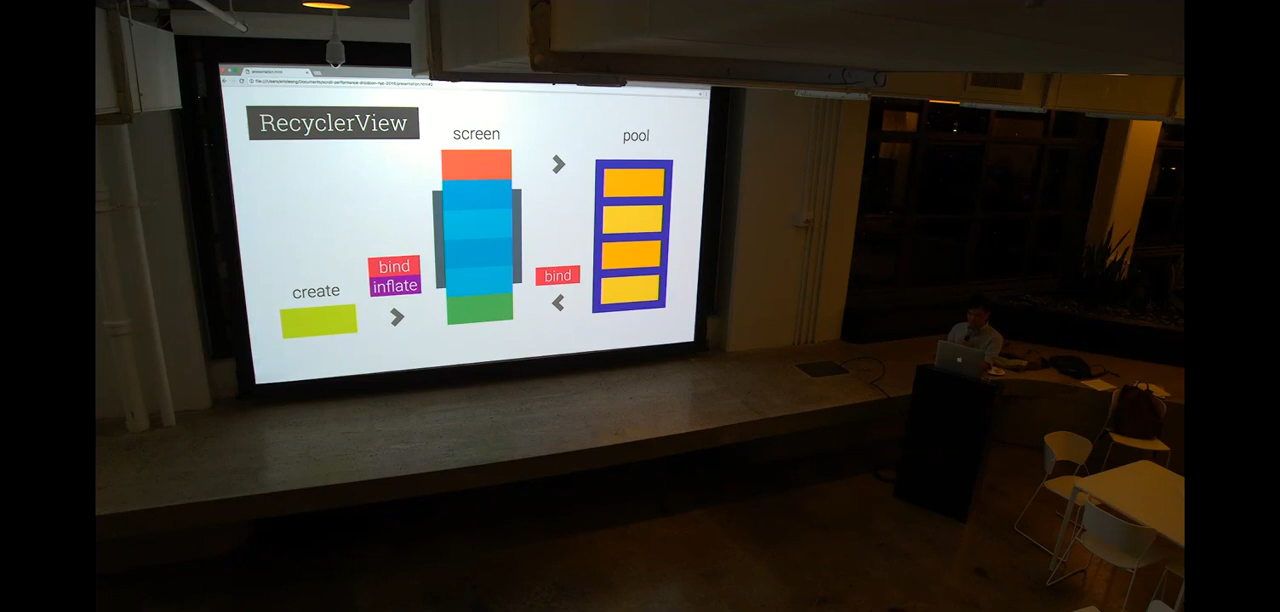 RecyclerView
screen
pool
bind
inflate
bind
create